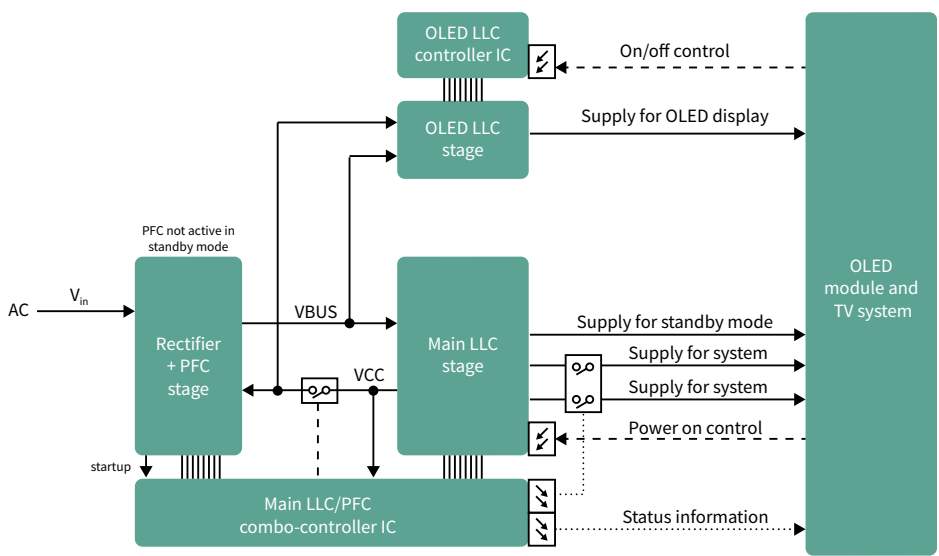 OLED LLC
controller IC
On/off control
OLED LLC
stage
Supply for OLED display
PFC not active in
standby mode
AC
Vin
Rectifier
+ PFC
stage
VBUS
VCC
Main LLC
stage
Supply for standby mode
Supply for system
Supply for system
Power on control
OLED
module and
TV system
startup
Main LLC/PFC
combo-controller IC
Status information